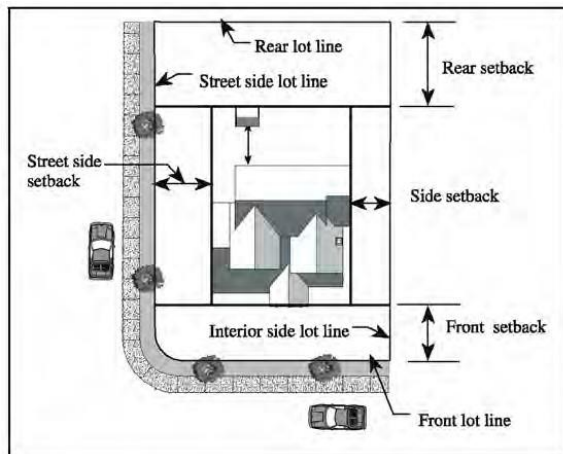 Rear lot line
Rear setback
Street side lot line
Street side
setback
Side setback
Interior side lot line
Front setback
Front lot line